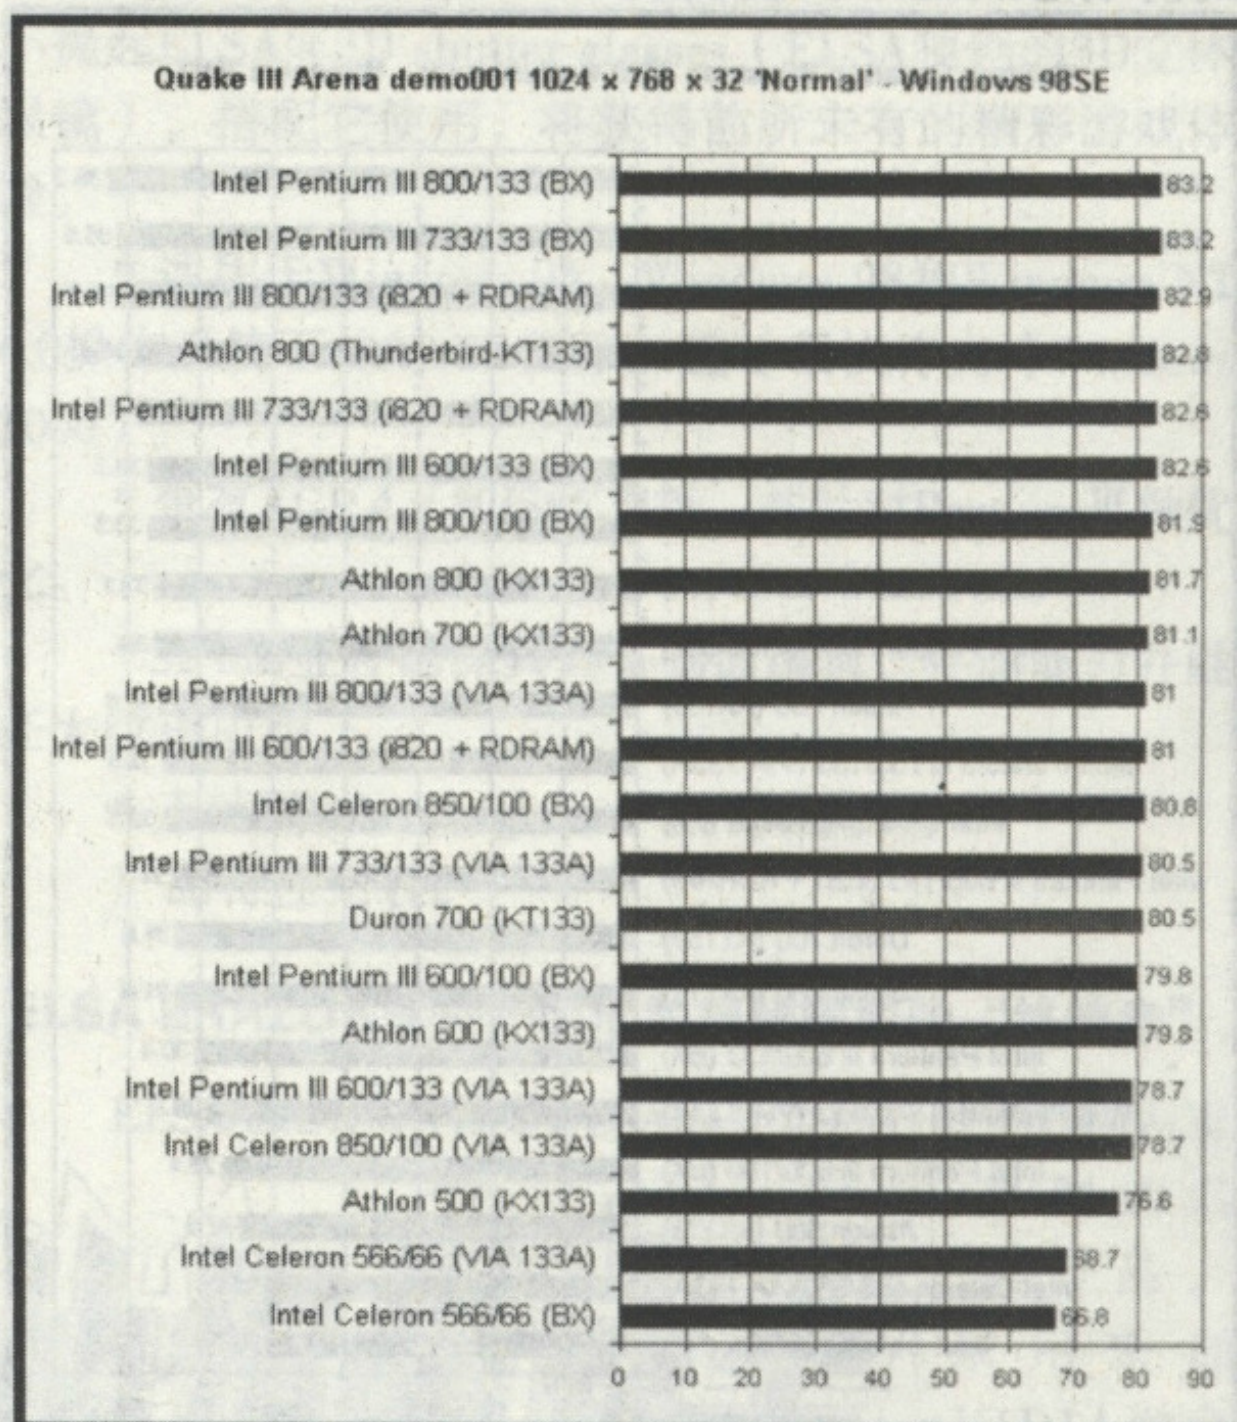 Quake III Arena demo001 1024 x 768 x 32 'Normal' - Windows 98SE
Intel Pentium III 800/133 (BX) 83.2
Intel Pentium III 733/133 (BX) 83.2
Intel Pentium III 800/133 (i820 + RDRAM) 82.9
Athlon 800 (Thunderbird-KT133) 82.8
Intel Pentium III 733/133 (i820 + RDRAM)
Intel Pentium III 600/133 (BX)
Intel Pentium III 800/100 (BX) 81.9
Athlon 800 (KX133) 81.7
Athlon 700 (KX133) 81.1
Intel Pentium III 800/133 (VIA 133A) 81
Intel Pentium III 600/133 (i820 + RDRAM) 81
Intel Celeron 850/100 (BX)
Intel Pentium III 733/133 (VIA 133A) 80.5
Duron 700 (KT133) 80.5
Intel Pentium III 600/100 (BX) 79.8
Athlon 600 (KX133) 79.8
Intel Pentium III 600/133 (VIA 133A) 78.7
Intel Celeron 850/100 (VIA 133A) 78.7
Athlon 500 (KX133) 76.6
Intel Celeron 566/66 (VIA 133A) 68.7
Intel Celeron 566/66 (BX) 66.8
0 10 20 30 40 50 60 70 80 90